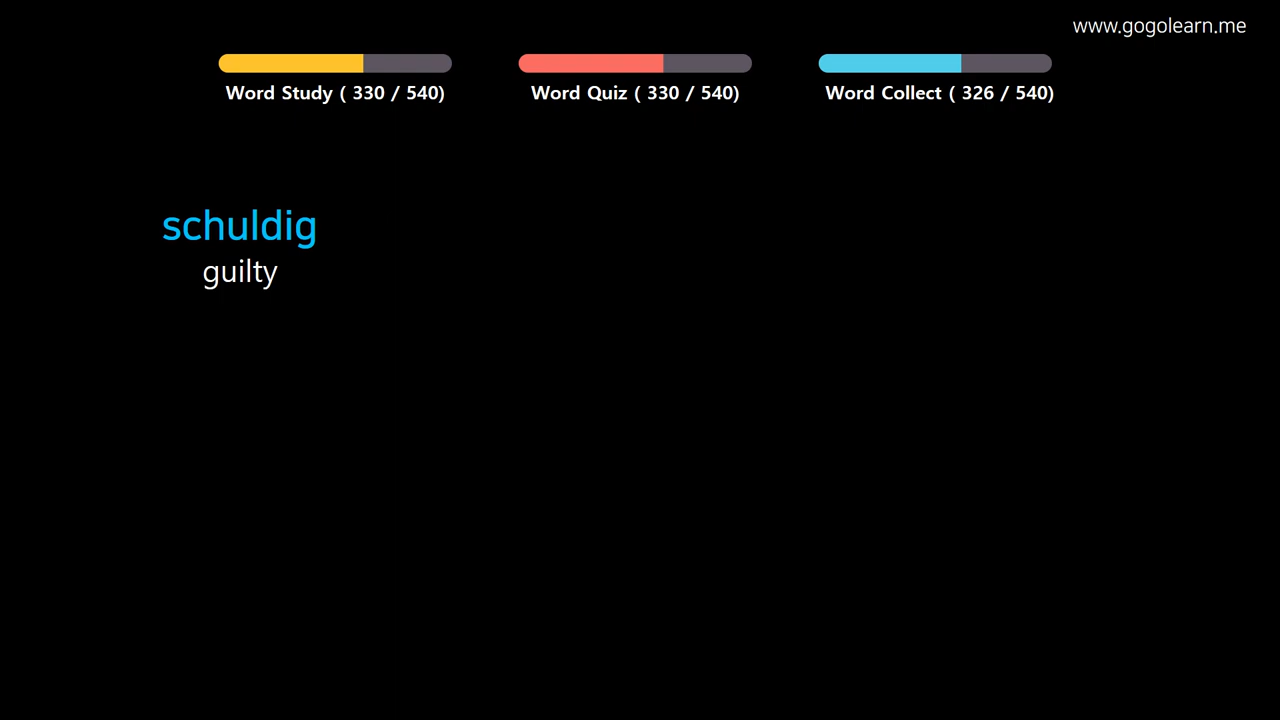 www.gogolearn.me
Word Study ( 330 / 540)
Word Quiz ( 330 / 540)
Word Collect ( 326 / 540)
schuldig
guilty